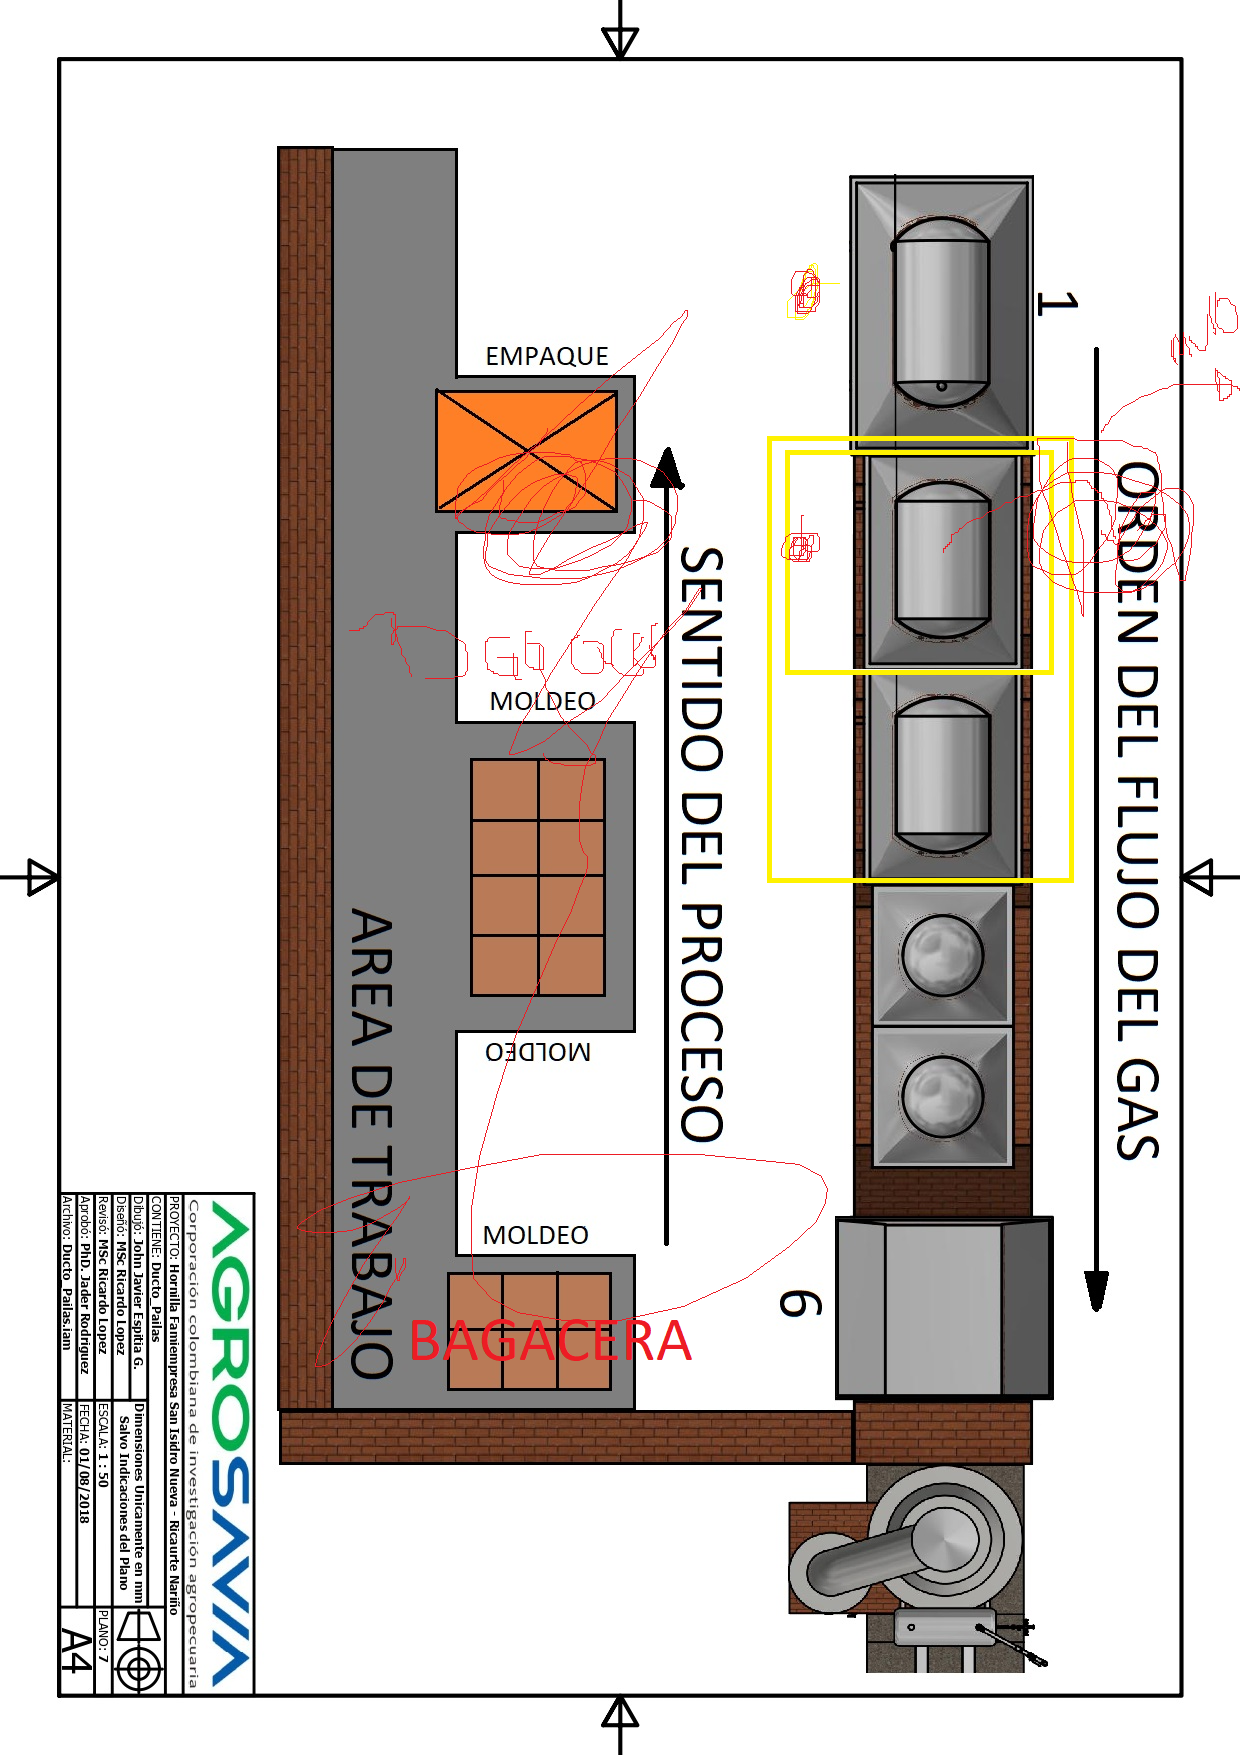 1
ORDEN DEL FLUJO DEL GAS
EMPAQUE
SENTIDO DEL PROCESO
MOLDEO
MOLDEO
MOLDEO
AREA DE TRABAJO
6
BAGACERA
AGROSAVIA
Corporación colombiana de investigación agropecuaria
PROYECTO: Hornilla Famiempresa San Isidro Nueva - Ricaurte Nariño
CONTIENE: Ducto_Pailas
Dibujó: John Javier Espitia G.
Diseñó: MSc Ricardo Lopez
Revisó: MSc Ricardo Lopez
Aprobó: PhD. Jader Rodriguez
Archivo: Ducto_Pailas.iam
Dimensiones Unicamente en mm
Salvo Indicaciones del Plano
ESCALA: 1 : 50
FECHA: 01/08/2018
MATERIAL:
PLANO: 7
A4